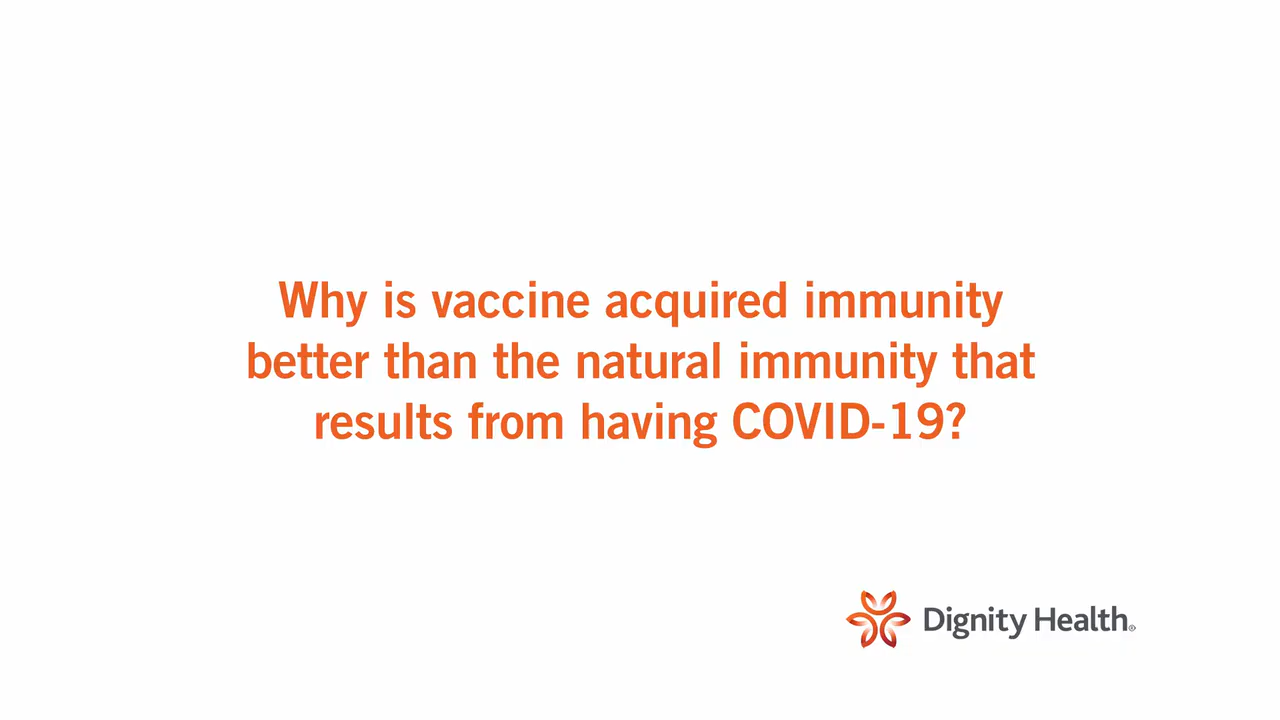 Why is vaccine acquired immunity
better than the natural immunity that
results from having COVID-19?
Dignity Health®